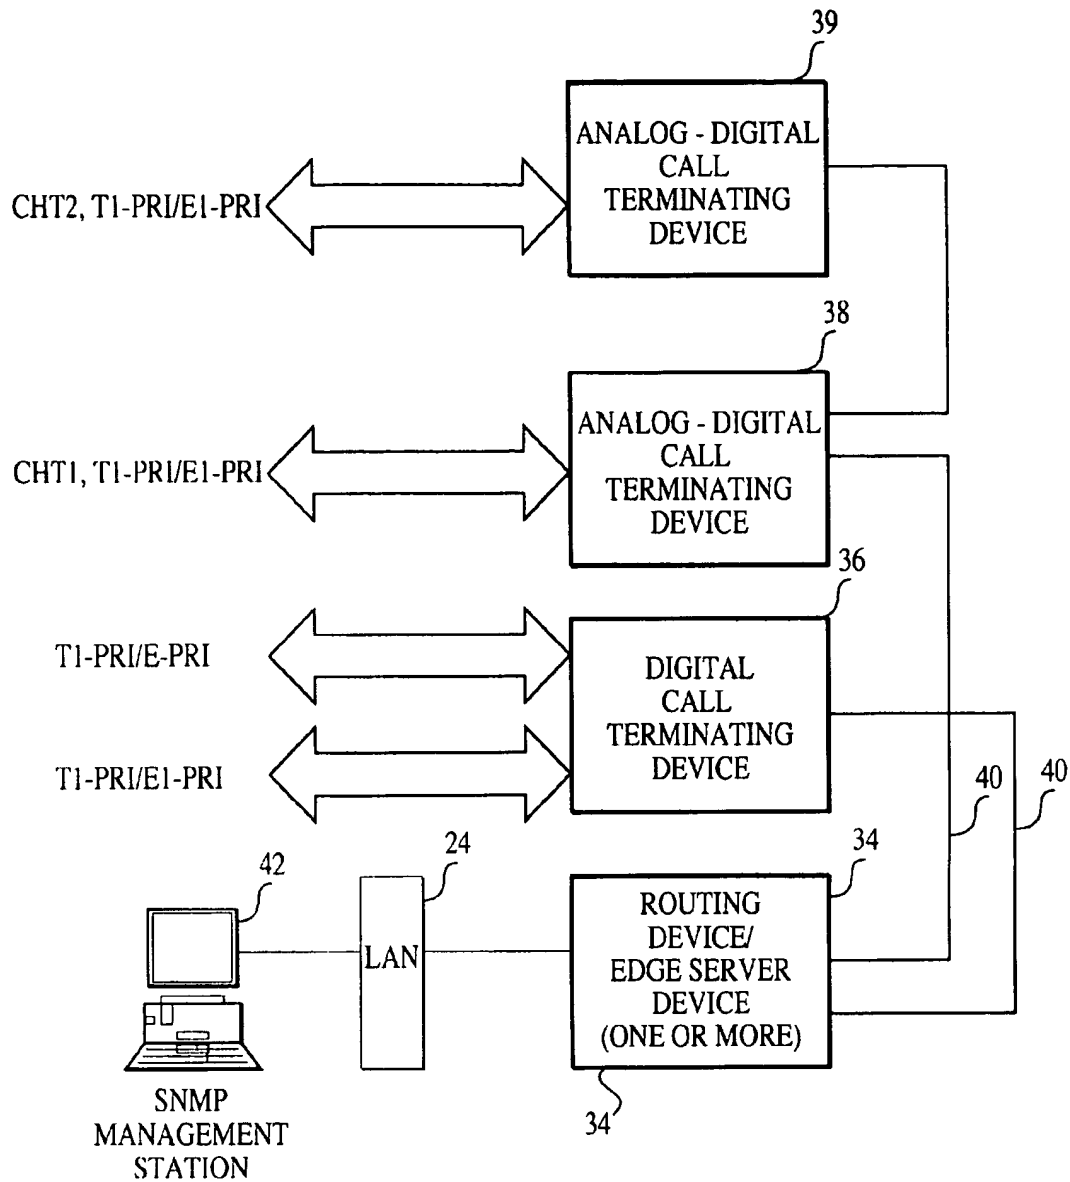 39
ANALOG - DIGITAL
CALL
TERMINATING
DEVICE
CHT2, T1-PRI/E1-PRI
38
ANALOG - DIGITAL
CALL
TERMINATING
DEVICE
CHT1, T1-PRI/E1-PRI
36
T1-PRI/E-PRI
DIGITAL
CALL
TERMINATING
DEVICE
T1-PRI/E1-PRI
40
40
34
24
42
ROUTING
DEVICE/
EDGE SERVER
DEVICE
(ONE OR MORE)
LAN
34
SNMP
MANAGEMENT
STATION